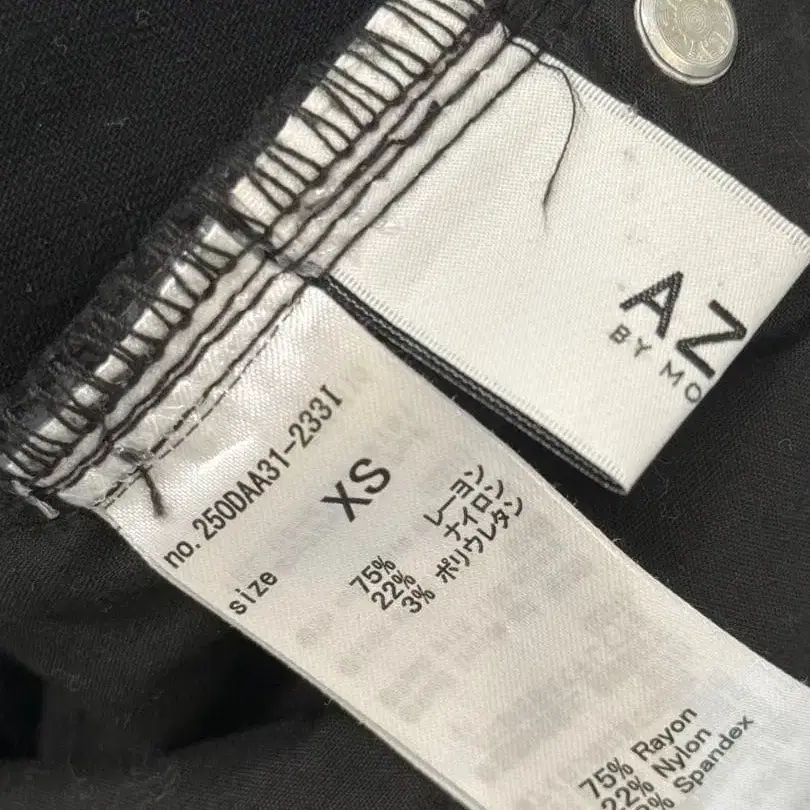 AZ
BY MO
no. 250DAA31-233I
size
XS
75% レーヨン
22% ナイロン
3% ポリウレタン
75% Rayon
22% Nylon
3% Spandex